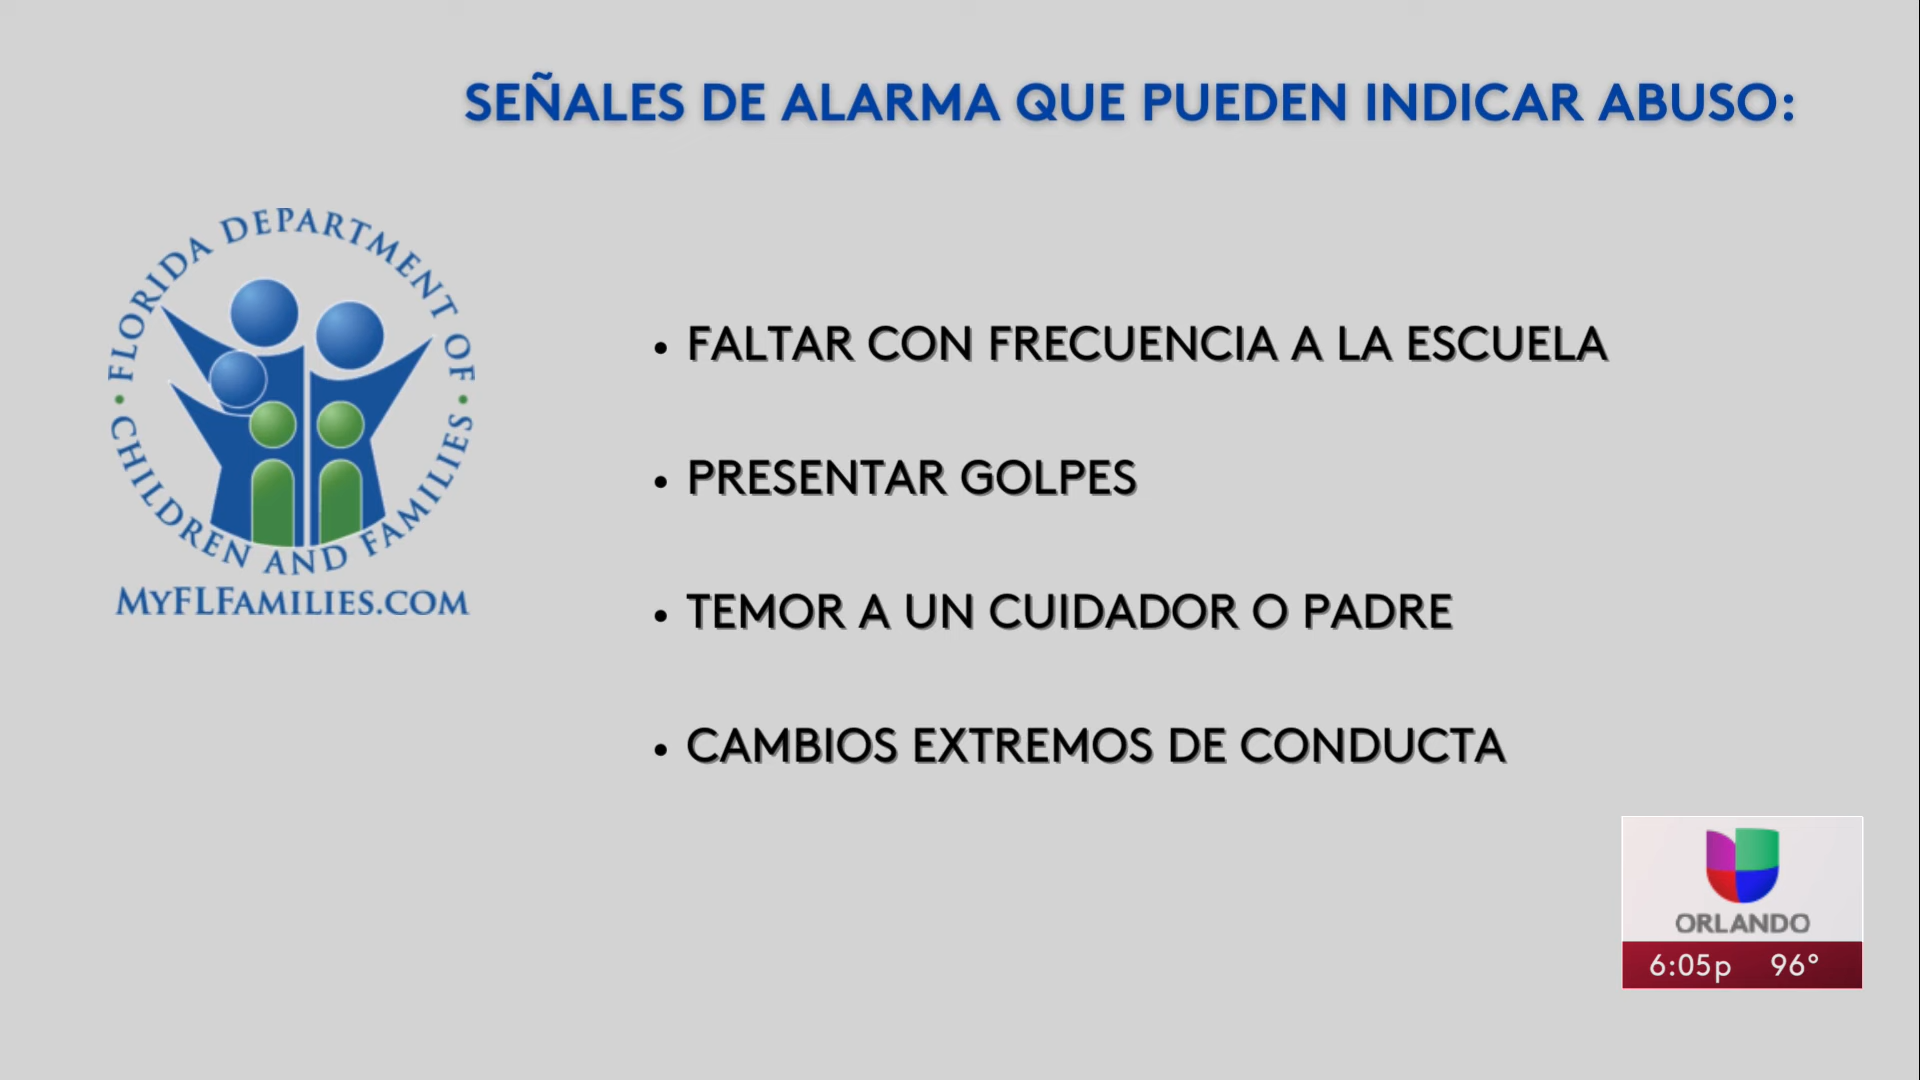 SEÑALES DE ALARMA QUE PUEDEN INDICAR ABUSO:
FLORIDA DEPARTMENT OF
• CHILDREN AND FAMILIES •
MYFLFAMILIES.COM
• FALTAR CON FRECUENCIA A LA ESCUELA
• PRESENTAR GOLPES
• TEMOR A UN CUIDADOR O PADRE
• CAMBIOS EXTREMOS DE CONDUCTA
ORLANDO
6:05p 96°